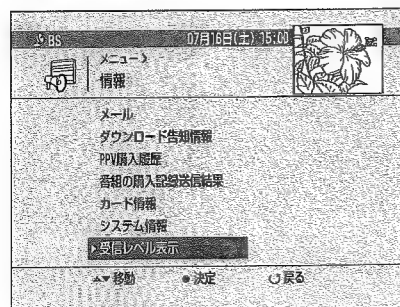 BS 07月16日(土) 15:00
メニュー>
情報
メール
ダウンロード告知情報
PPV購入履歴
番組の購入記録送信結果
カード情報
システム情報
▶受信レベル表示
▲▼移動 ●決定 ↺戻る